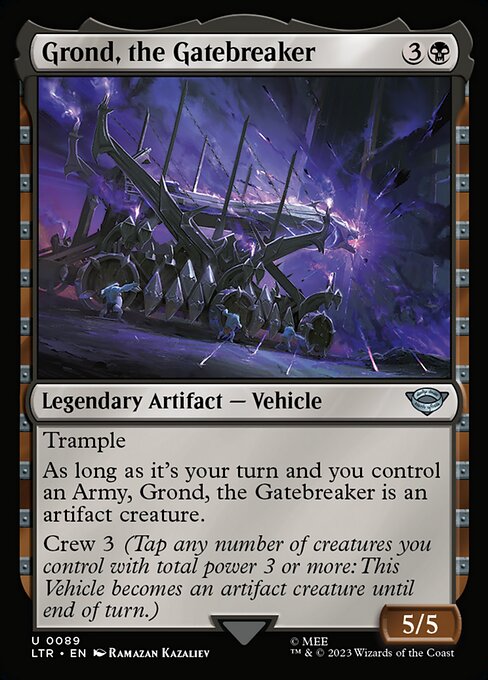 Grond, the Gatebreaker 3
Legendary Artifact — Vehicle
Trample
As long as it's your turn and you control
an Army, Grond, the Gatebreaker is an
artifact creature.
Crew 3 (Tap any number of creatures you
control with total power 3 or more: This
Vehicle becomes an artifact creature until
end of turn.)
5/5
U 0089
LTR • EN Ramazan Kazaliev
© MEE
™ & © 2023 Wizards of the Coast